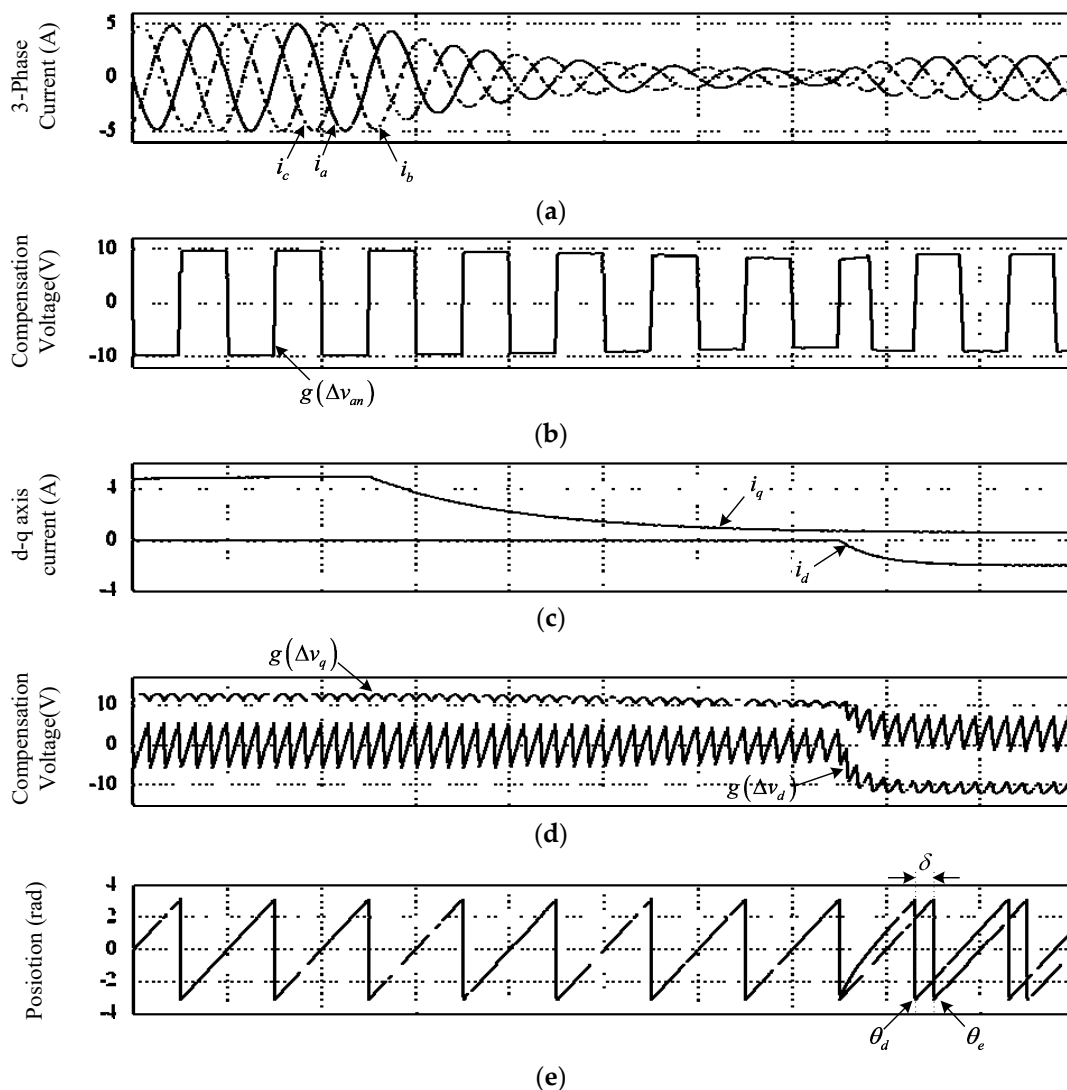 3-Phase
Current (A)
5
0
-5
i_c
i_a
i_b
(a)
Compensation
Voltage(V)
10
0
-10
g(Δv_an)
(b)
d-q axis
current (A)
4
0
-4
i_q
i_d
(c)
Compensation
Voltage(V)
10
0
-10
g(Δv_q)
g(Δv_d)
(d)
Posiotion (rad)
4
2
0
-2
-4
δ
θ_d
θ_e
(e)